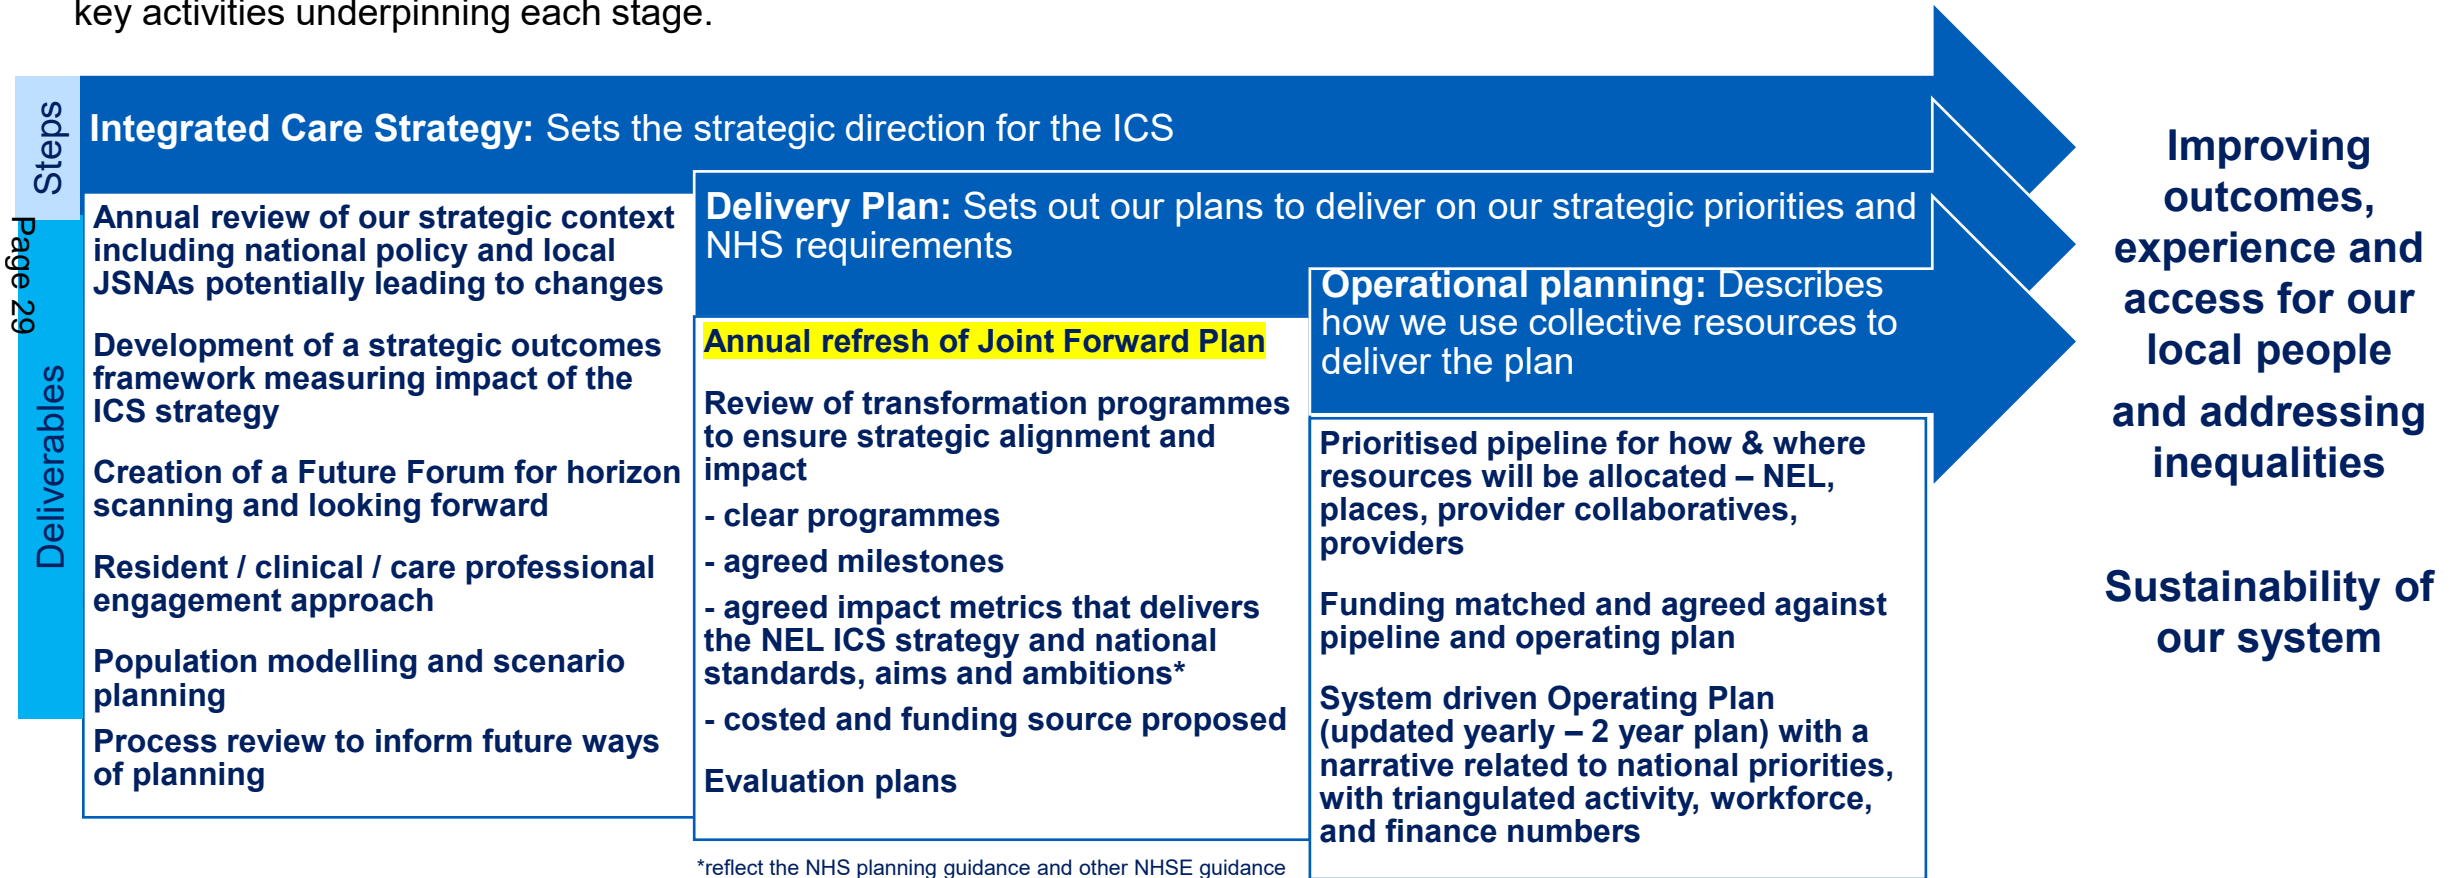 key activities underpinning each stage.
Steps
Integrated Care Strategy: Sets the strategic direction for the ICS
Page 29
Deliverables
Annual review of our strategic context
including national policy and local
JSNAs potentially leading to changes
Development of a strategic outcomes
framework measuring impact of the
ICS strategy
Creation of a Future Forum for horizon
scanning and looking forward
Resident / clinical / care professional
engagement approach
Population modelling and scenario
planning
Process review to inform future ways
of planning
Delivery Plan: Sets out our plans to deliver on our strategic priorities and
NHS requirements
Annual refresh of Joint Forward Plan
Review of transformation programmes
to ensure strategic alignment and
impact
- clear programmes
- agreed milestones
- agreed impact metrics that delivers
the NEL ICS strategy and national
standards, aims and ambitions*
- costed and funding source proposed
Evaluation plans
*reflect the NHS planning guidance and other NHSE guidance
Operational planning: Describes
how we use collective resources to
deliver the plan
Prioritised pipeline for how & where
resources will be allocated – NEL,
places, provider collaboratives,
providers
Funding matched and agreed against
pipeline and operating plan
System driven Operating Plan
(updated yearly – 2 year plan) with a
narrative related to national priorities,
with triangulated activity, workforce,
and finance numbers
Improving
outcomes,
experience and
access for our
local people
and addressing
inequalities
Sustainability of
our system